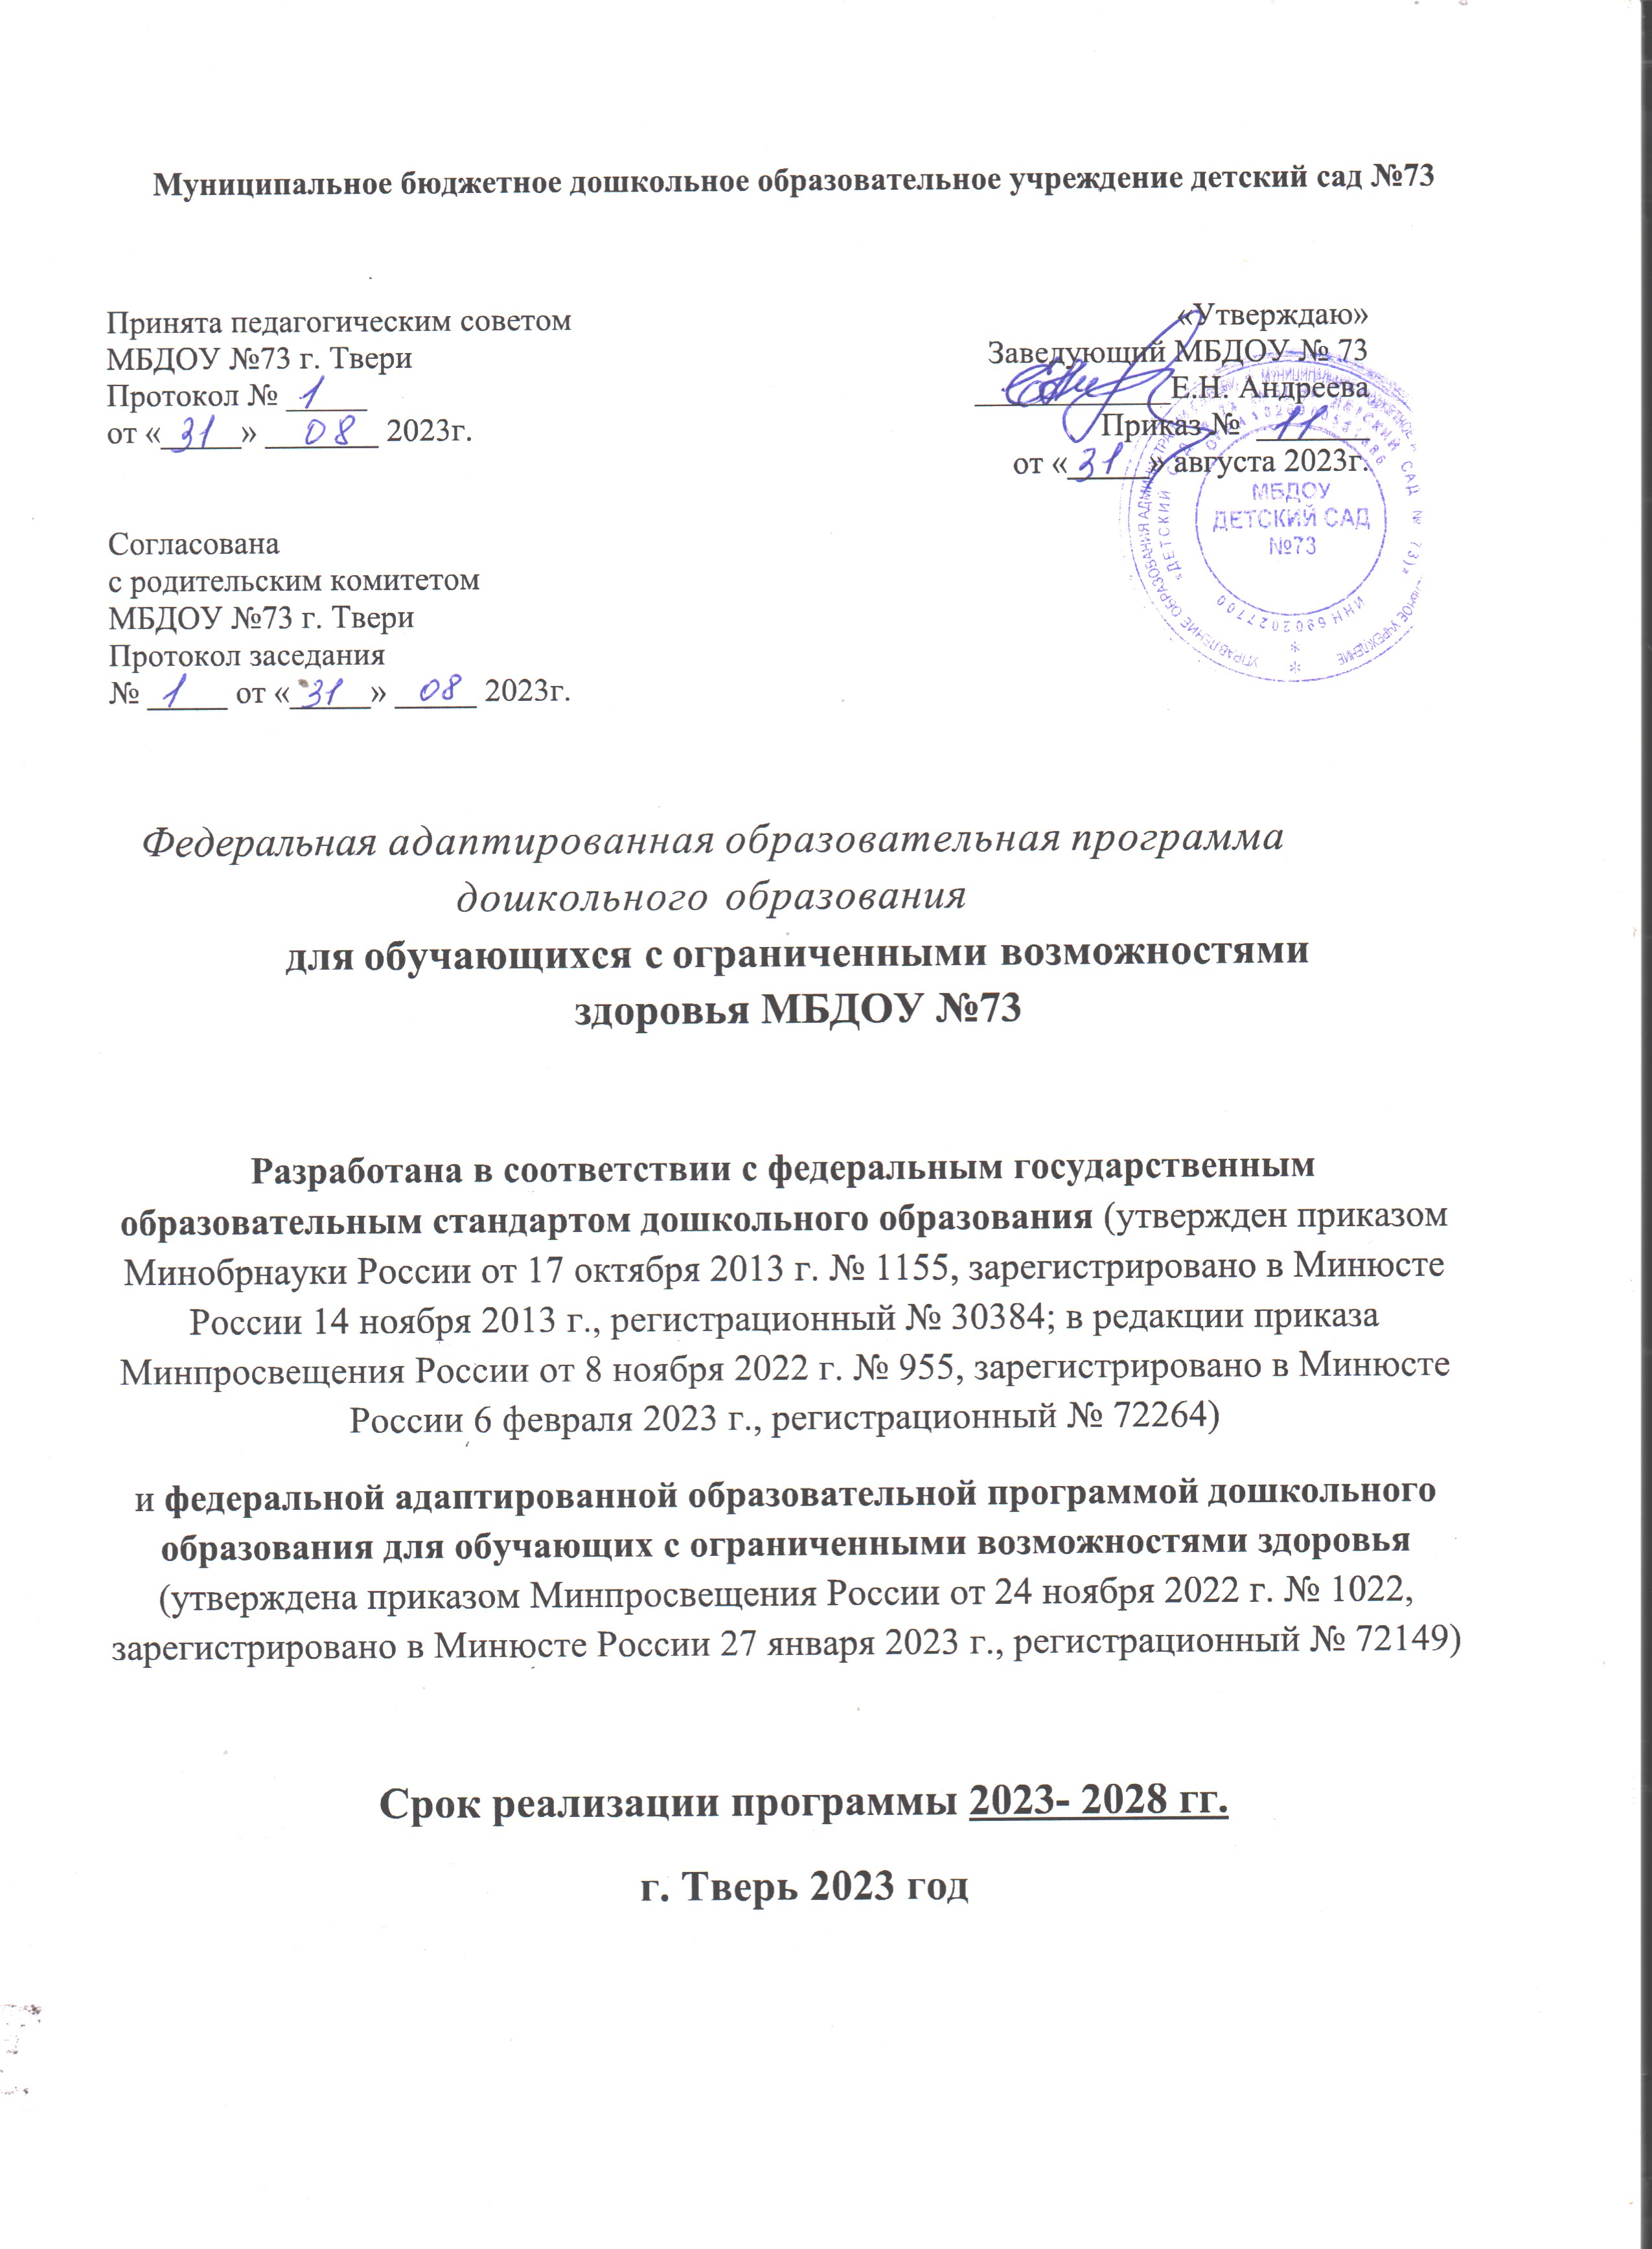 Муниципальное бюджетное дошкольное образовательное учреждение детский сад №73
Принята педагогическим советом
МБДОУ №73 г. Твери
Протокол № 1
от «31» 08 2023г.
«Утверждаю»
Заведующий МБДОУ № 73
Е.Н. Андреева
Приказ № 11
от «31» августа 2023г.
МБДОУ
ДЕТСКИЙ САД
№73
ИНН 6902027700
Согласована
с родительским комитетом
МБДОУ №73 г. Твери
Протокол заседания
№ 1 от «31» 08 2023г.
Федеральная адаптированная образовательная программа
дошкольного образования
для обучающихся с ограниченными возможностями
здоровья МБДОУ №73
Разработана в соответствии с федеральным государственным
образовательным стандартом дошкольного образования (утвержден приказом
Минобрнауки России от 17 октября 2013 г. № 1155, зарегистрировано в Минюсте
России 14 ноября 2013 г., регистрационный № 30384; в редакции приказа
Минпросвещения России от 8 ноября 2022 г. № 955, зарегистрировано в Минюсте
России 6 февраля 2023 г., регистрационный № 72264)
и федеральной адаптированной образовательной программой дошкольного
образования для обучающих с ограниченными возможностями здоровья
(утверждена приказом Минпросвещения России от 24 ноября 2022 г. № 1022,
зарегистрировано в Минюсте России 27 января 2023 г., регистрационный № 72149)
Срок реализации программы 2023- 2028 гг.
г. Тверь 2023 год